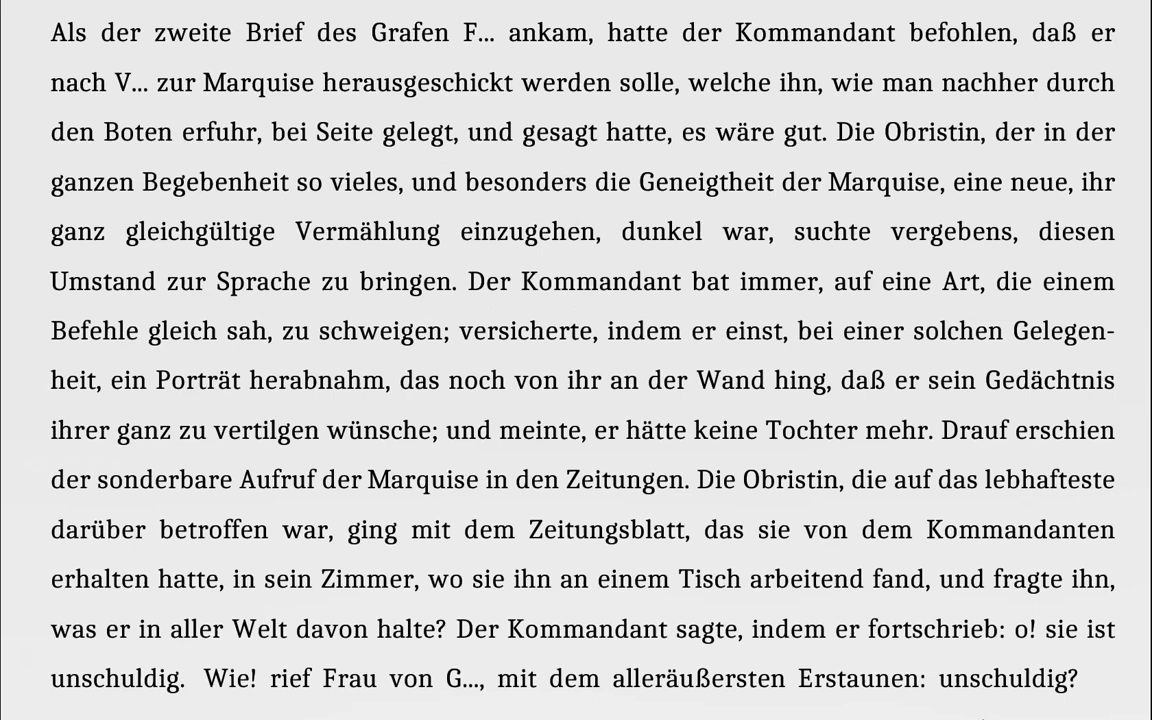 Als der zweite Brief des Grafen F... ankam, hatte der Kommandant befohlen, daß er
nach V... zur Marquise herausgeschickt werden solle, welche ihn, wie man nachher durch
den Boten erfuhr, bei Seite gelegt, und gesagt hatte, es wäre gut. Die Obristin, der in der
ganzen Begebenheit so vieles, und besonders die Geneigtheit der Marquise, eine neue, ihr
ganz gleichgültige Vermählung einzugehen, dunkel war, suchte vergebens, diesen
Umstand zur Sprache zu bringen. Der Kommandant bat immer, auf eine Art, die einem
Befehle gleich sah, zu schweigen; versicherte, indem er einst, bei einer solchen Gelegen-
heit, ein Porträt herabnahm, das noch von ihr an der Wand hing, daß er sein Gedächtnis
ihrer ganz zu vertilgen wünsche; und meinte, er hätte keine Tochter mehr. Drauf erschien
der sonderbare Aufruf der Marquise in den Zeitungen. Die Obristin, die auf das lebhafteste
darüber betroffen war, ging mit dem Zeitungsblatt, das sie von dem Kommandanten
erhalten hatte, in sein Zimmer, wo sie ihn an einem Tisch arbeitend fand, und fragte ihn,
was er in aller Welt davon halte? Der Kommandant sagte, indem er fortschrieb: o! sie ist
unschuldig. Wie! rief Frau von G..., mit dem alleräußersten Erstaunen: unschuldig?